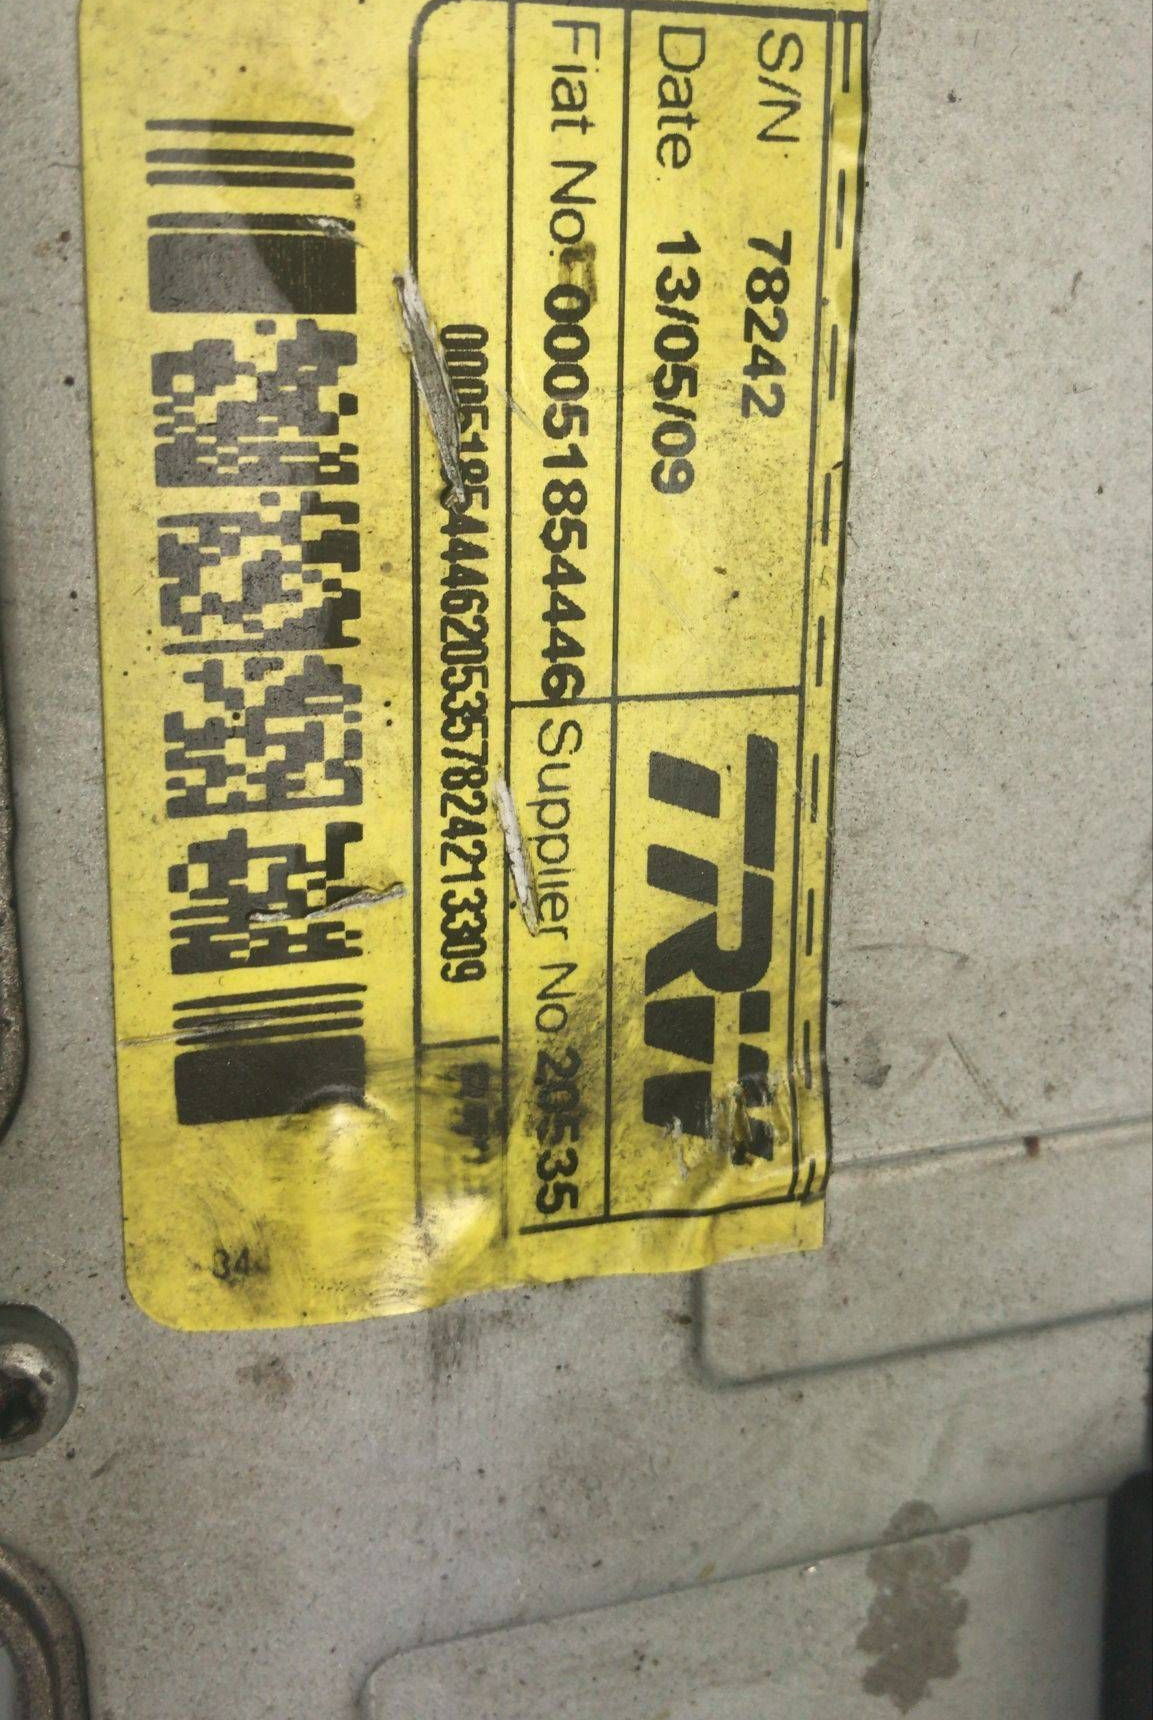 S/N 78242
Date 13/05/09
TRW
Fiat No. 00051854446 Supplier No 20535
00051854446205357824213309
34